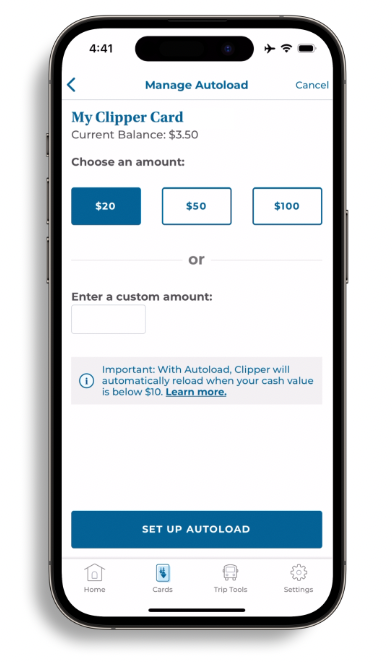 4:41
Manage Autoload
Cancel
My Clipper Card
Current Balance: $3.50
Choose an amount:
$20
$50
$100
or
Enter a custom amount:
Important: With Autoload, Clipper will
automatically reload when your cash value
is below $10. Learn more.
SET UP AUTOLOAD
Home
Cards
Trip Tools
Settings